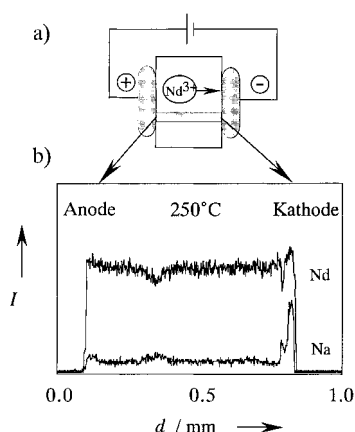 a)
+
−
Nd3+
b)
Anode 250°C Kathode
I
Nd
Na
0.0 0.5 1.0
d / mm